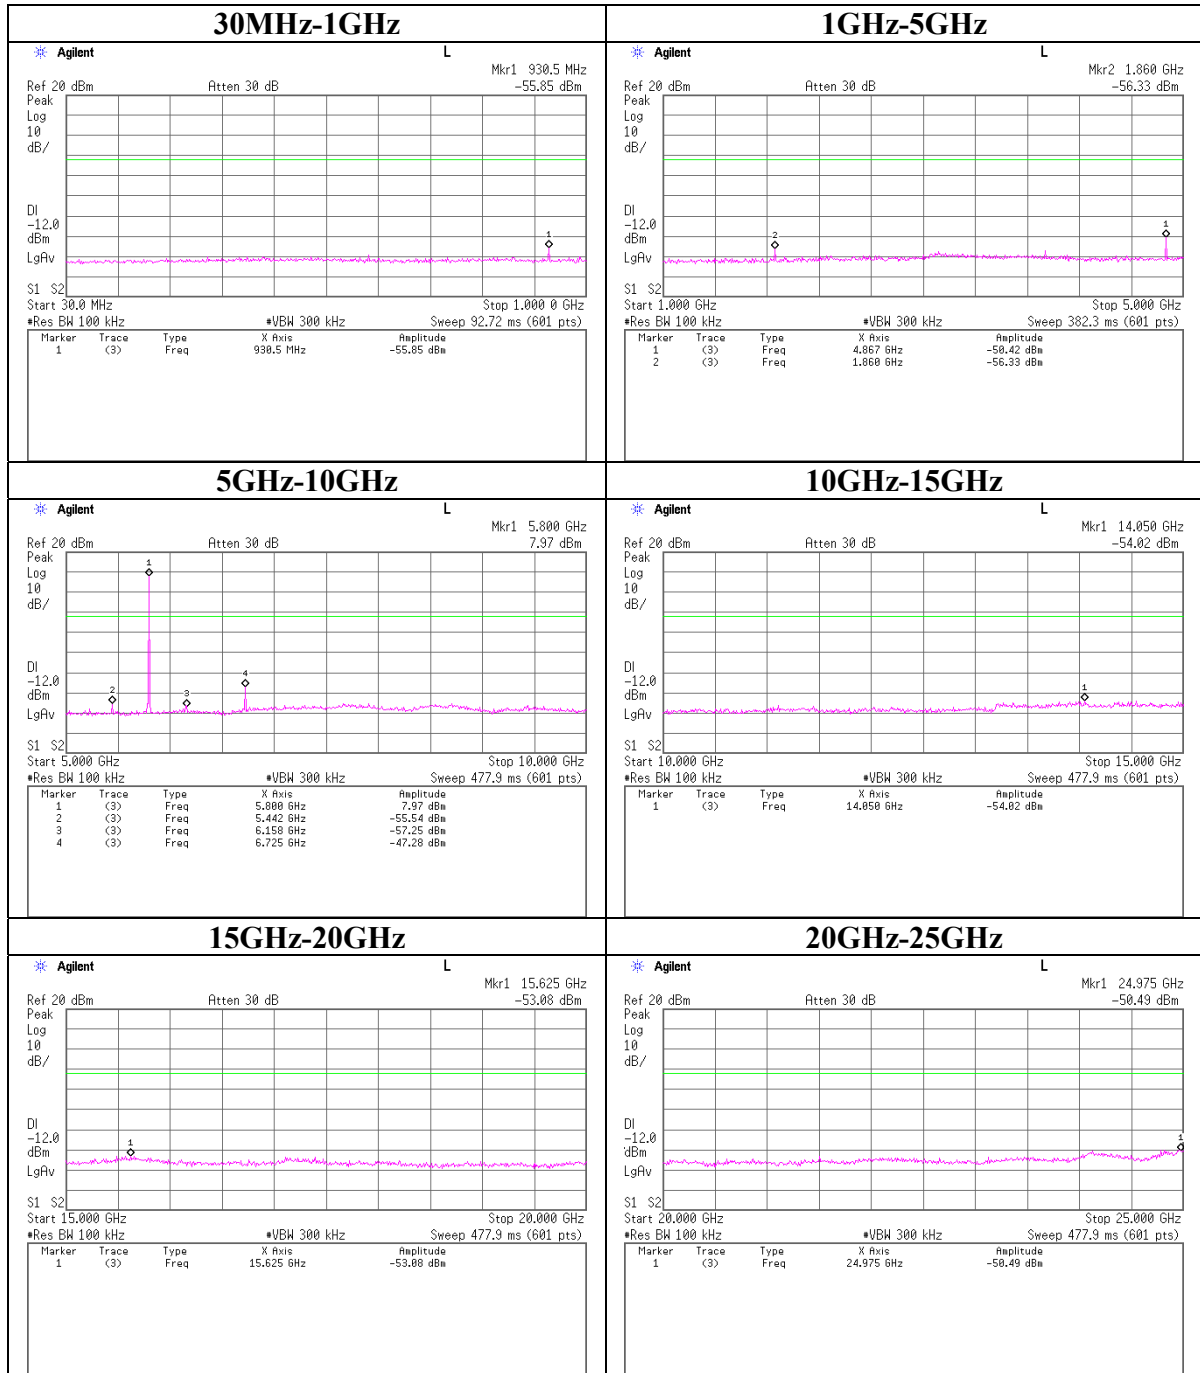 30MHz-1GHz
Agilent
L
Mkr1 930.5 MHz
Ref 20 dBm Atten 30 dB -55.85 dBm
Peak
Log
10
dB/
1
DI
-12.0
dBm
LgAv
S1 S2
Start 30.0 MHz Stop 1.000 0 GHz
#Res BW 100 kHz #VBW 300 kHz Sweep 92.72 ms (601 pts)
Marker Trace Type X Axis Amplitude
1 (3) Freq 930.5 MHz -55.85 dBm
1GHz-5GHz
Agilent
L
Mkr2 1.860 GHz
Ref 20 dBm Atten 30 dB -56.33 dBm
Peak
Log
10
dB/
2 1
DI
-12.0
dBm
LgAv
S1 S2
Start 1.000 GHz Stop 5.000 GHz
#Res BW 100 kHz #VBW 300 kHz Sweep 382.3 ms (601 pts)
Marker Trace Type X Axis Amplitude
1 (3) Freq 4.867 GHz -50.42 dBm
2 (3) Freq 1.860 GHz -56.33 dBm
5GHz-10GHz
Agilent
L
Mkr1 5.800 GHz
Ref 20 dBm Atten 30 dB 7.97 dBm
Peak
Log
10
dB/
1
2 3 4
DI
-12.0
dBm
LgAv
S1 S2
Start 5.000 GHz Stop 10.000 GHz
#Res BW 100 kHz #VBW 300 kHz Sweep 477.9 ms (601 pts)
Marker Trace Type X Axis Amplitude
1 (3) Freq 5.800 GHz 7.97 dBm
2 (3) Freq 5.442 GHz -55.54 dBm
3 (3) Freq 6.158 GHz -57.25 dBm
4 (3) Freq 6.725 GHz -47.28 dBm
10GHz-15GHz
Agilent
L
Mkr1 14.050 GHz
Ref 20 dBm Atten 30 dB -54.02 dBm
Peak
Log
10
dB/
1
DI
-12.0
dBm
LgAv
S1 S2
Start 10.000 GHz Stop 15.000 GHz
#Res BW 100 kHz #VBW 300 kHz Sweep 477.9 ms (601 pts)
Marker Trace Type X Axis Amplitude
1 (3) Freq 14.050 GHz -54.02 dBm
15GHz-20GHz
Agilent
L
Mkr1 15.625 GHz
Ref 20 dBm Atten 30 dB -53.08 dBm
Peak
Log
10
dB/
1
DI
-12.0
dBm
LgAv
S1 S2
Start 15.000 GHz Stop 20.000 GHz
#Res BW 100 kHz #VBW 300 kHz Sweep 477.9 ms (601 pts)
Marker Trace Type X Axis Amplitude
1 (3) Freq 15.625 GHz -53.08 dBm
20GHz-25GHz
Agilent
L
Mkr1 24.975 GHz
Ref 20 dBm Atten 30 dB -50.49 dBm
Peak
Log
10
dB/
1
DI
-12.0
dBm
LgAv
S1 S2
Start 20.000 GHz Stop 25.000 GHz
#Res BW 100 kHz #VBW 300 kHz Sweep 477.9 ms (601 pts)
Marker Trace Type X Axis Amplitude
1 (3) Freq 24.975 GHz -50.49 dBm